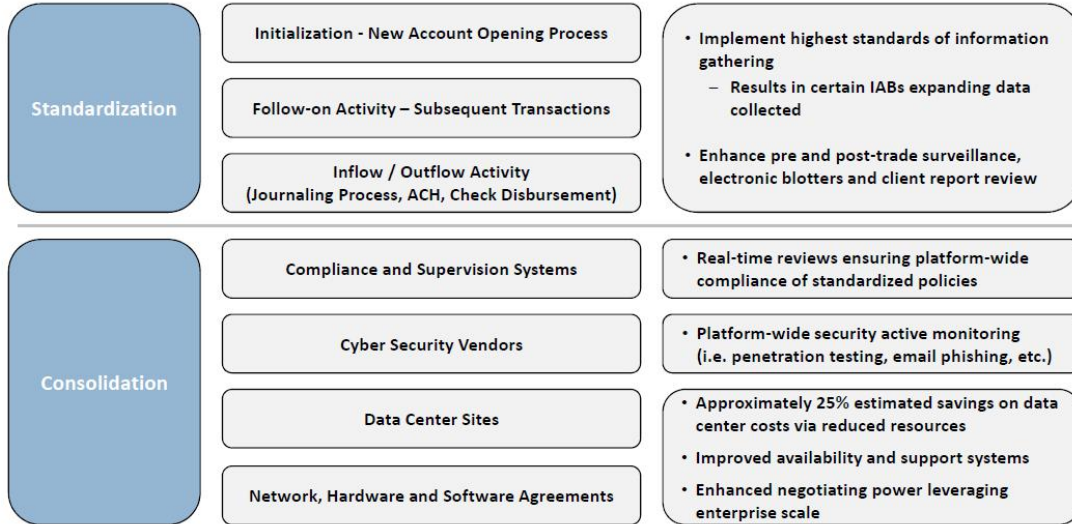 Standardization
Initialization - New Account Opening Process
Follow-on Activity – Subsequent Transactions
Inflow / Outflow Activity
(Journaling Process, ACH, Check Disbursement)
• Implement highest standards of information
gathering
– Results in certain IABs expanding data
collected
• Enhance pre and post-trade surveillance,
electronic blotters and client report review
Consolidation
Compliance and Supervision Systems
• Real-time reviews ensuring platform-wide
compliance of standardized policies
Cyber Security Vendors
• Platform-wide security active monitoring
(i.e. penetration testing, email phishing, etc.)
Data Center Sites
Network, Hardware and Software Agreements
• Approximately 25% estimated savings on data
center costs via reduced resources
• Improved availability and support systems
• Enhanced negotiating power leveraging
enterprise scale